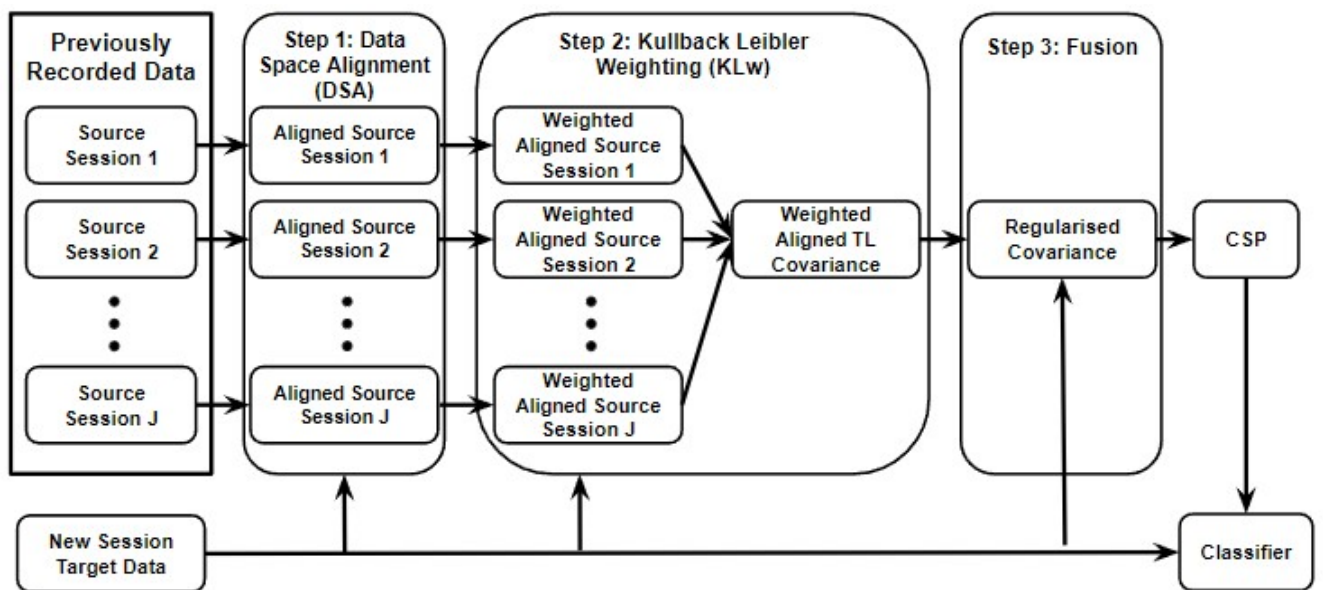 Previously
Recorded Data
Source
Session 1
Source
Session 2
Source
Session J
Step 1: Data
Space Alignment
(DSA)
Aligned Source
Session 1
Aligned Source
Session 2
Aligned Source
Session J
Step 2: Kullback Leibler
Weighting (KLw)
Weighted
Aligned Source
Session 1
Weighted
Aligned Source
Session 2
Weighted
Aligned Source
Session J
Weighted
Aligned TL
Covariance
Step 3: Fusion
Regularised
Covariance
CSP
New Session
Target Data
Classifier